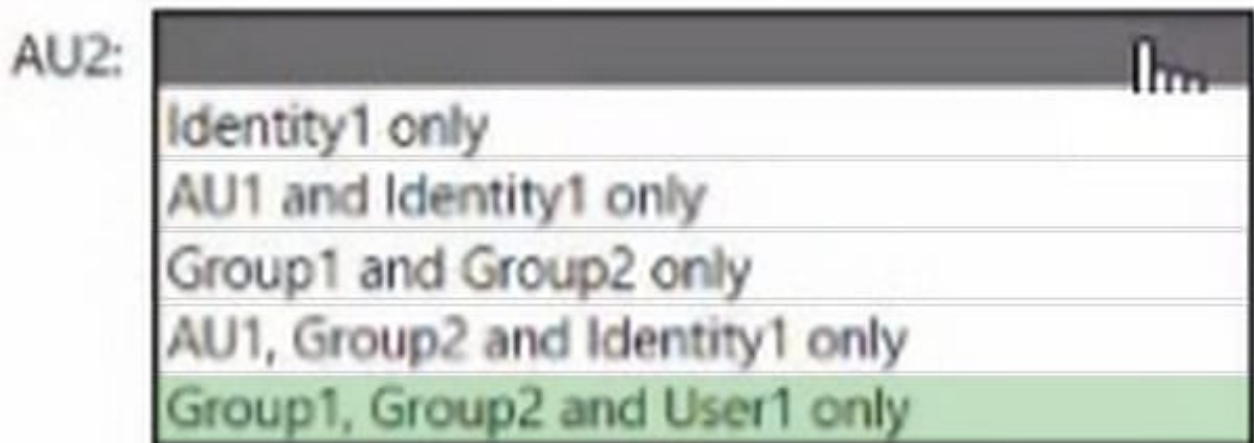 AU2:
Identity1 only
AU1 and Identity1 only
Group1 and Group2 only
AU1, Group2 and Identity1 only
Group1, Group2 and User1 only